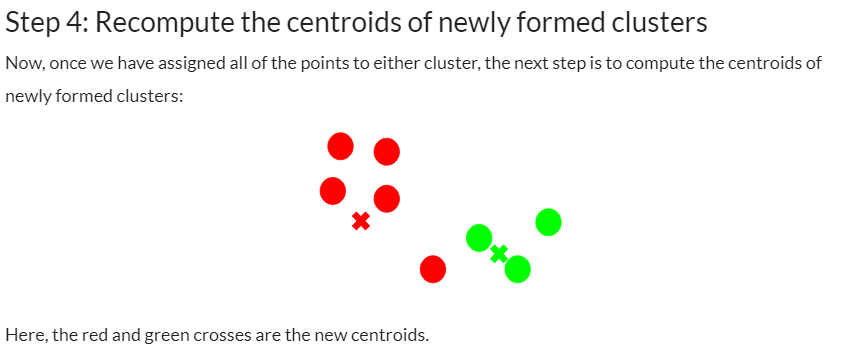 Step 4: Recompute the centroids of newly formed clusters
Now, once we have assigned all of the points to either cluster, the next step is to compute the centroids of
newly formed clusters:
Here, the red and green crosses are the new centroids.